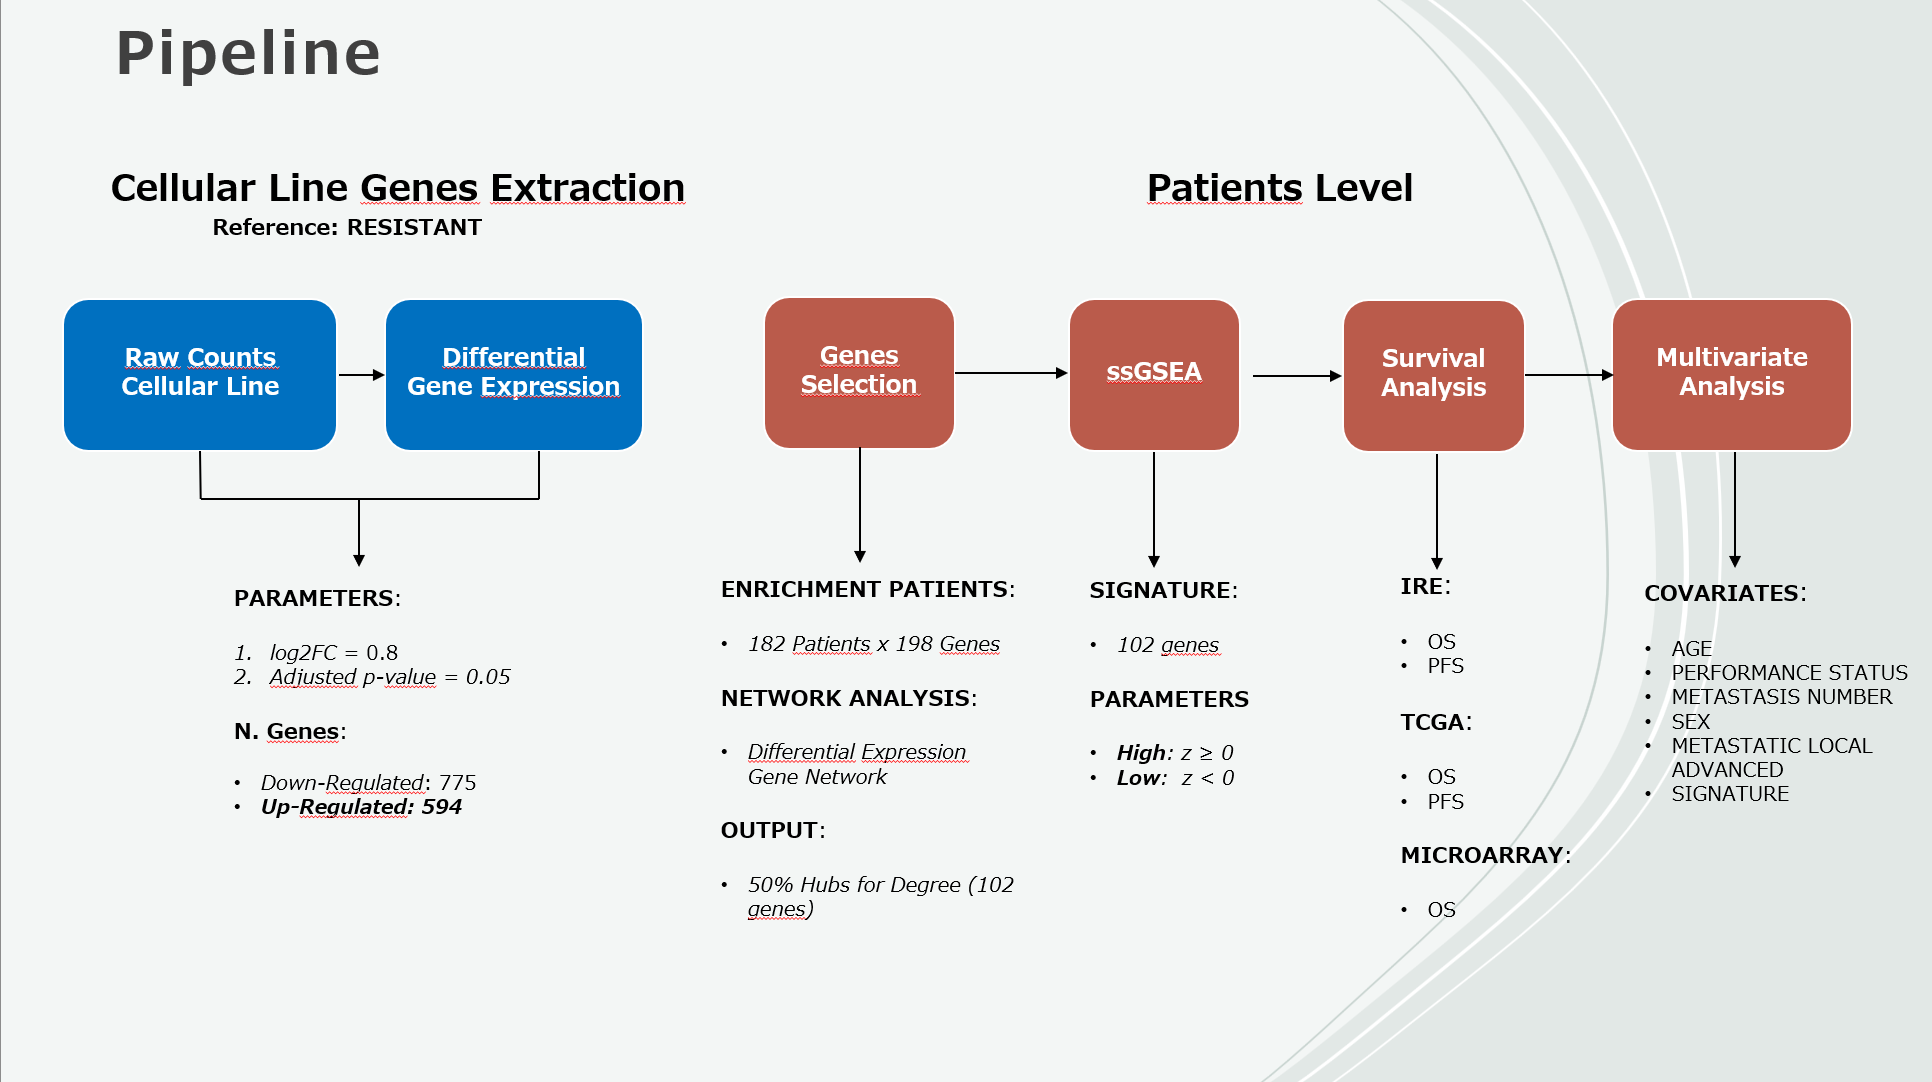 Pipeline
Cellular Line Genes Extraction
Reference: RESISTANT
Patients Level
Raw Counts
Cellular Line
Differential
Gene Expression
Genes
Selection
ssGSEA
Survival
Analysis
Multivariate
Analysis
PARAMETERS:
1. log2FC = 0.8
2. Adjusted p-value = 0.05
N. Genes:
• Down-Regulated: 775
• Up-Regulated: 594
ENRICHMENT PATIENTS:
• 182 Patients x 198 Genes
NETWORK ANALYSIS:
• Differential Expression
Gene Network
OUTPUT:
• 50% Hubs for Degree (102
genes)
SIGNATURE:
• 102 genes
PARAMETERS
• High: z ≥ 0
• Low: z < 0
IRE:
• OS
• PFS
TCGA:
• OS
• PFS
MICROARRAY:
• OS
COVARIATES:
• AGE
• PERFORMANCE STATUS
• METASTASIS NUMBER
• SEX
• METASTATIC LOCAL
ADVANCED
• SIGNATURE